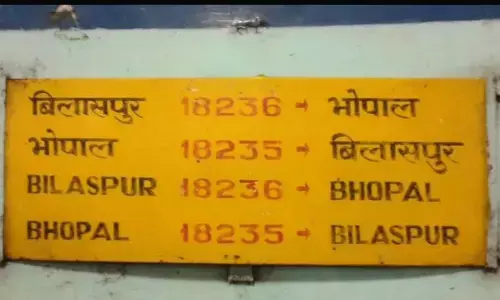 बिलासपुर 18236→ भोपाल
भोपाल 18235→ बिलासपुर
BILASPUR 18236→ BHOPAL
BHOPAL 18235→ BILASPUR